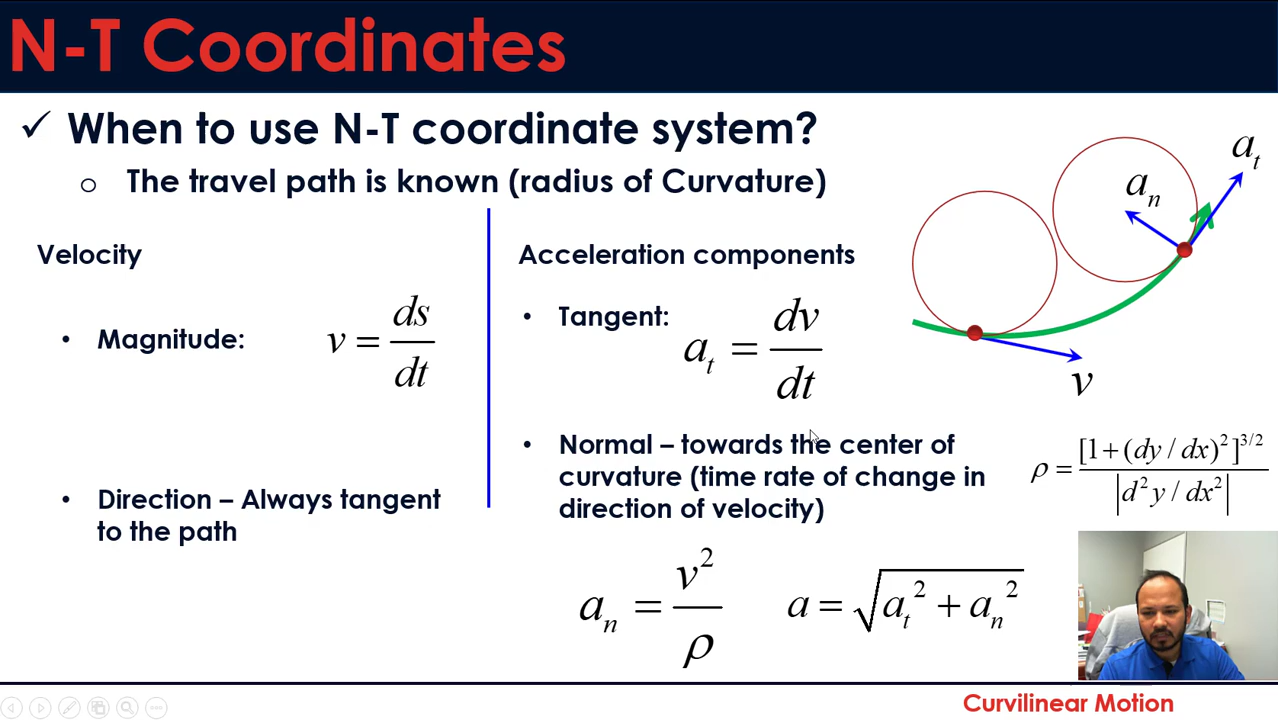 N-T Coordinates
✓ When to use N-T coordinate system?
o The travel path is known (radius of Curvature)
Velocity
• Magnitude: v = ds/dt
• Direction – Always tangent
to the path
Acceleration components
• Tangent: a_t = dv/dt
• Normal – towards the center of
curvature (time rate of change in
direction of velocity)
a_n = v²/ρ
a = √(a_t² + a_n²)
a_t
a_n
v
ρ = [1+(dy/dx)²]^{3/2} / |d²y/dx²|
Curvilinear Motion